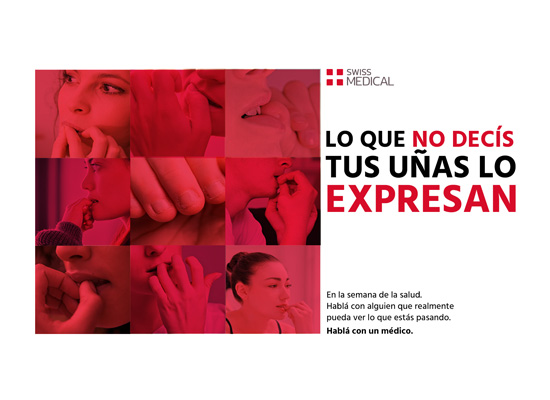 SWISS
MEDICAL
LO QUE NO DECÍS
TUS UÑAS LO
EXPRESAN
En la semana de la salud.
Hablá con alguien que realmente
pueda ver lo que estás pasando.
Hablá con un médico.